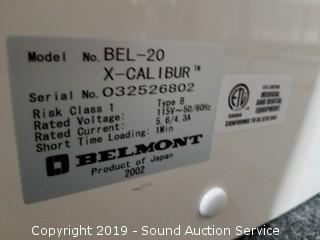 Model No. BEL-20
X-CALIBUR™
Serial No. 032526802
Risk Class 1 Type B
Rated Voltage: 115V~50/60Hz
Rated Current: 5.6/4.3A
Short Time Loading: 1Min
BELMONT
Product of Japan
2002
ETL LISTED
MEDICAL
AND DENTAL
EQUIPMENT
Copyright 2019 - Sound Auction Service